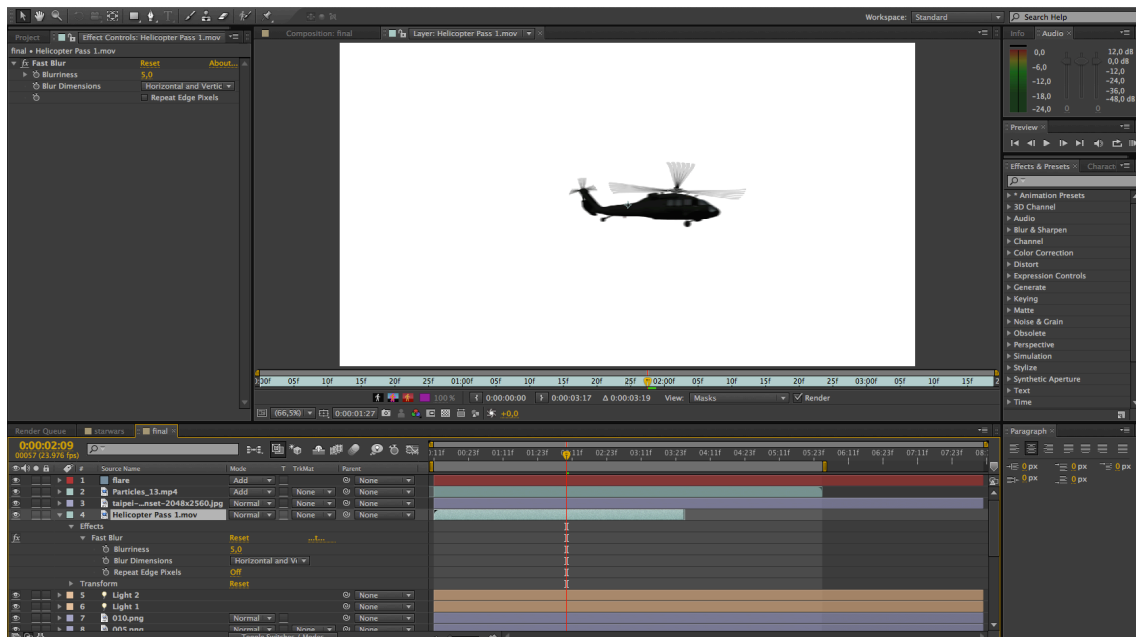 Workspace: Standard
Search Help
Project
Effect Controls: Helicopter Pass 1.mov
Composition: final
Layer: Helicopter Pass 1.mov
Info
Audio
final • Helicopter Pass 1.mov
fx Fast Blur Reset About...
Blurriness 5,0
Blur Dimensions Horizontal and Vertic
Repeat Edge Pixels
0,0 12,0 dB
0,0 dB
-6,0 -12,0
-12,0 -24,0
-36,0
-18,0 -48,0 dB
-24,0 0 0
Preview
Effects & Presets
* Animation Presets
3D Channel
Audio
Blur & Sharpen
Channel
Color Correction
Distort
Expression Controls
Generate
Keying
Matte
Noise & Grain
Obsolete
Perspective
Simulation
Stylize
Synthetic Aperture
Text
Time
05f 10f 15f 20f 25f 01:00f 05f 10f 15f 20f 25f 02:00f 05f 10f 15f 20f 25f 03:00f 05f 10f 15f
100% 0:00:00:00 0:00:03:17 Δ 0:00:03:19 View: Masks Render
(66,5%) 0:00:01:27 +0,0
Render Queue
starwars
final
Paragraph
0:00:02:09
00057 (23.976 fps)
00:23f 01:11f 01:23f 02:23f 03:11f 03:23f 04:11f 04:23f 05:11f 05:23f 06:11f 06:23f 07:11f 07:23f
# Source Name Mode T TrkMat Parent
1 flare Add None
2 Particles_13.mp4 Add None None
3 taipei-...nset-2048x2560.jpg Normal None None
4 Helicopter Pass 1.mov Normal None None
Effects
fx Fast Blur Reset
Blurriness 5,0
Blur Dimensions Horizontal and Vi
Repeat Edge Pixels Off
Transform Reset
5 Light 2 None
6 Light 1 None
7 010.png Normal None
8 005.png Normal None None
0 px 0 px 0 px
0 px 0 px